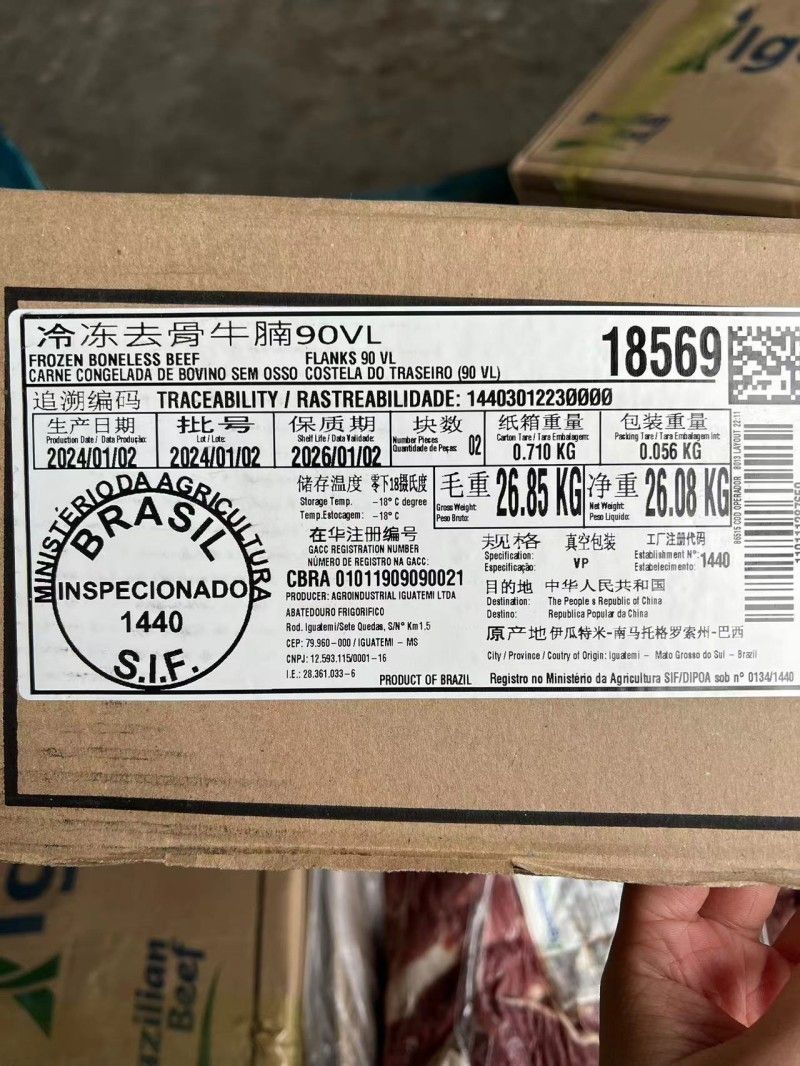 冷冻去骨牛腩90VL
FROZEN BONELESS BEEF FLANKS 90 VL
CARNE CONGELADA DE BOVINO SEM OSSO COSTELA DO TRASEIRO (90 VL)
18569
追溯编码 TRACEABILITY / RASTREABILIDADE: 14403012230000
生产日期
Production Date / Data Produção:
2024/01/02
批号
Lot / Lote:
2024/01/02
保质期
Shelf Life / Data Validade:
2026/01/02
块数
Number Pieces
Quantidade de Peças:
02
纸箱重量
Carton Tare / Tara Embalagem:
0.710 KG
包装重量
Packing Tare / Tara Embalagem Int:
0.056 KG
MINISTÉRIO DA AGRICULTURA
BRASIL
INSPECIONADO
1440
S.I.F.
储存温度 零下18摄氏度
Storage Temp. -18° C degree
Temp.Estocagem: -18° C
毛重
Gross Weight:
Peso Bruto:
26.85 KG
净重
Net Weight:
Peso Liquido:
26.08 KG
在华注册编号
GACC REGISTRATION NUMBER
NÚMERO DE REGISTRO NA GACC:
CBRA 01011909090021
PRODUCER: AGROINDUSTRIAL IGUATEMI LTDA
ABATEDOURO FRIGORIFICO
Rod. Iguatemi/Sete Quedas, S/Nº Km1.5
CEP: 79.960-000 / IGUATEMI - MS
CNPJ: 12.593.115/0001-16
I.E.: 28.361.033-6
PRODUCT OF BRAZIL
规格 真空包装
Specification:
Especificação: VP
工厂注册代码
Establishment Nº:
Estabelecimento: 1440
目的地 中华人民共和国
Destination: The People s Republic of China
Destino: Republica Popular da China
原产地 伊瓜特米-南马托格罗索州-巴西
City / Province / Coutry of Origin: Iguatemi - Mato Grosso do Sul - Brazil
Registro no Ministério da Agricultura SIF/DIPOA sob nº 0134/1440
LAYOUT 22:11
Beef